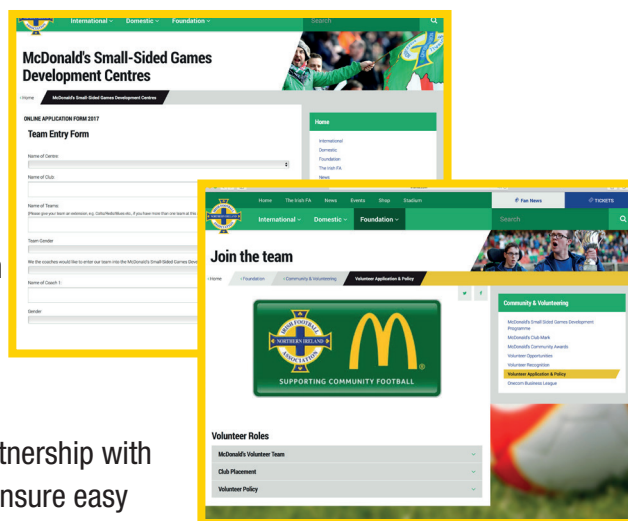 International Domestic Foundation
Search
McDonald's Small-Sided Games
Development Centres
Home McDonald's Small-Sided Games Development Centres
ONLINE APPLICATION FORM 2017
Team Entry Form
Name of Centre:
Name of Club:
Name of Teams:
Team Gender
Name of Coach 1:
Gender
Home
International
Domestic
Foundation
The Irish FA
News
Home The Irish FA News Events Shop Stadium
Fan News TICKETS
International Domestic Foundation
Search
Join the team
Home Foundation Community & Volunteering Volunteer Application & Policy
IRISH FOOTBALL
NORTHERN IRELAND
ASSOCIATION
SUPPORTING COMMUNITY FOOTBALL
Community & Volunteering
McDonald's Small Sided Games Development
Programme
McDonald's Club Mark
McDonald's Community Awards
Volunteer Opportunities
Volunteer Recognition
Volunteer Application & Policy
Onecom Business League
Volunteer Roles
McDonald's Volunteer Team
Club Placement
Volunteer Policy
tnership with
nsure easy